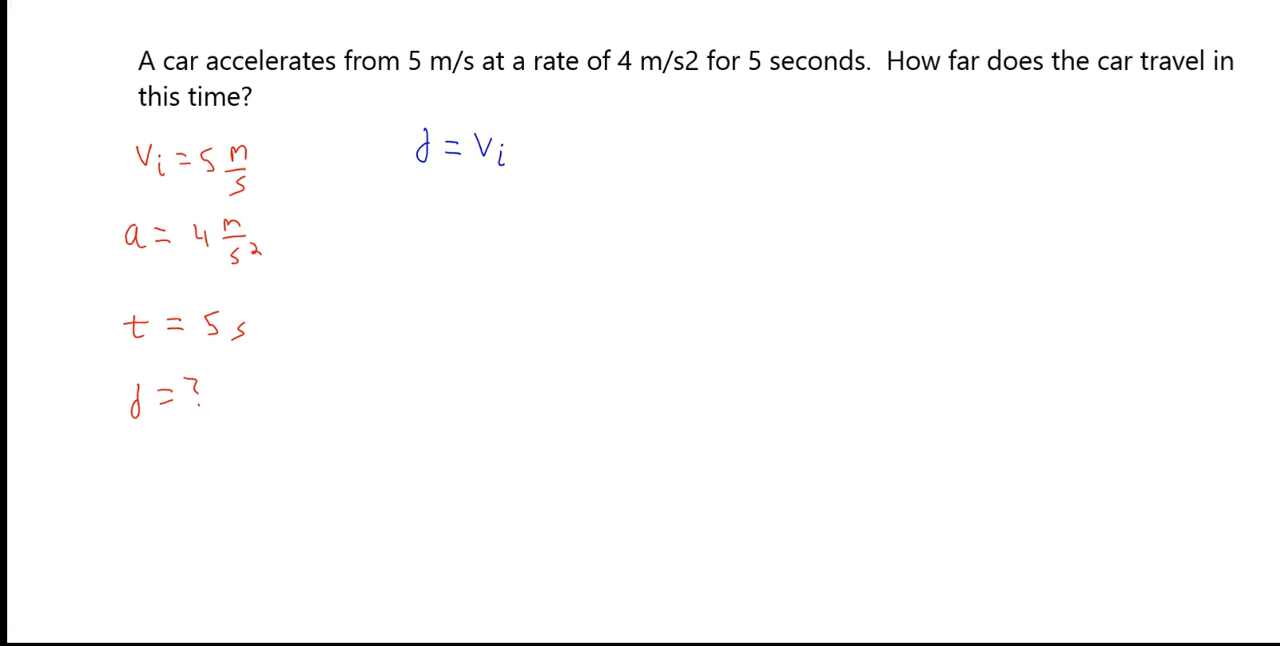 A car accelerates from 5 m/s at a rate of 4 m/s2 for 5 seconds.  How far does the car travel in
this time?
Vi = 5 m/s
d = Vi
a = 4 m/s²
t = 5 s
d = ?